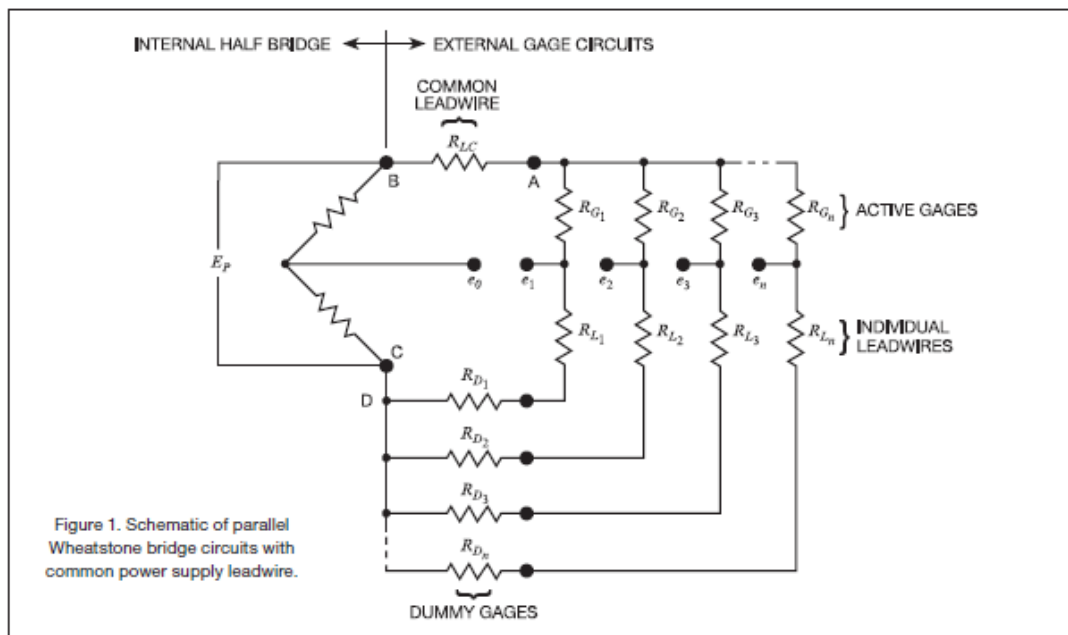 INTERNAL HALF BRIDGE
EXTERNAL GAGE CIRCUITS
COMMON
LEADWIRE
R_LC
B
A
R_G1
R_G2
R_G3
R_Gn
ACTIVE GAGES
E_P
e_0
e_1
e_2
e_3
e_n
R_L1
R_L2
R_L3
R_Ln
INDIVIDUAL
LEADWIRES
C
D
R_D1
R_D2
R_D3
R_Dn
DUMMY GAGES
Figure 1. Schematic of parallel
Wheatstone bridge circuits with
common power supply leadwire.